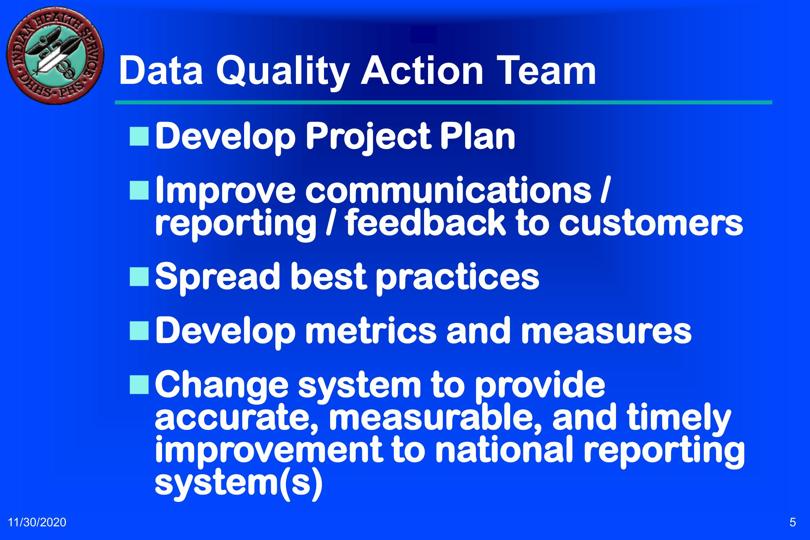 INDIAN HEALTH SERVICE
DHHS PHS
Data Quality Action Team
Develop Project Plan
Improve communications /
reporting / feedback to customers
Spread best practices
Develop metrics and measures
Change system to provide
accurate, measurable, and timely
improvement to national reporting
system(s)
11/30/2020
5